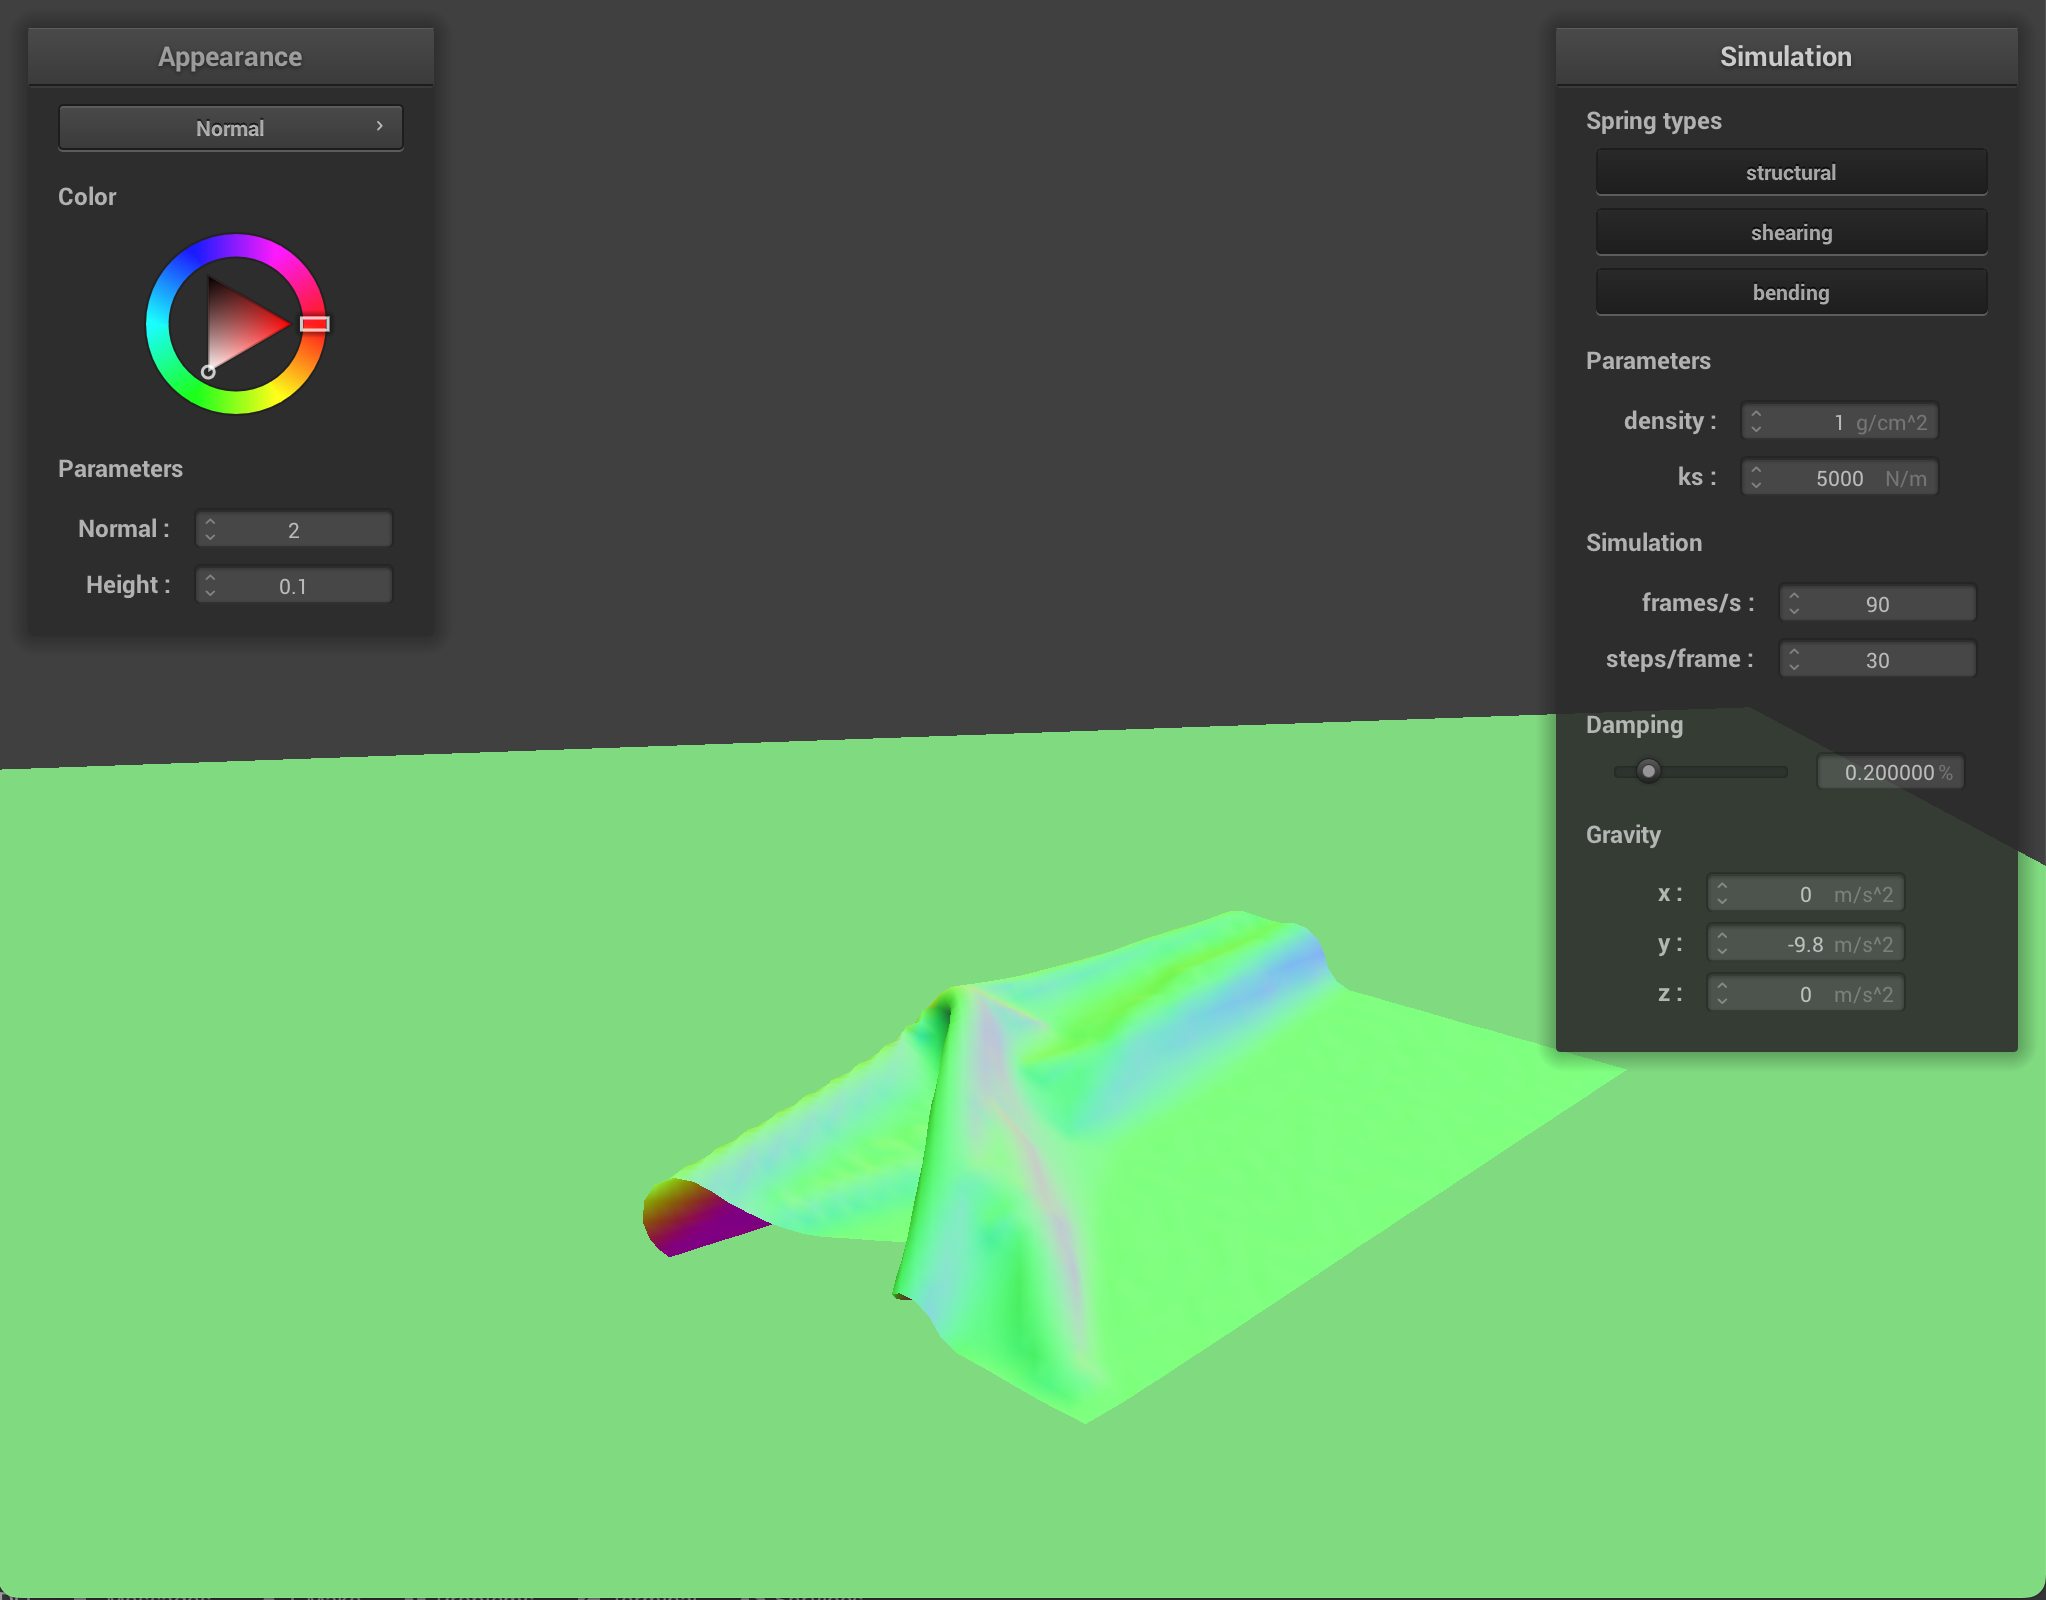 Appearance
Normal
Color
Parameters
Normal : 2
Height : 0.1
Simulation
Spring types
structural
shearing
bending
Parameters
density : 1 g/cm^2
ks : 5000 N/m
Simulation
frames/s : 90
steps/frame : 30
Damping
0.200000 %
Gravity
x : 0 m/s^2
y : -9.8 m/s^2
z : 0 m/s^2